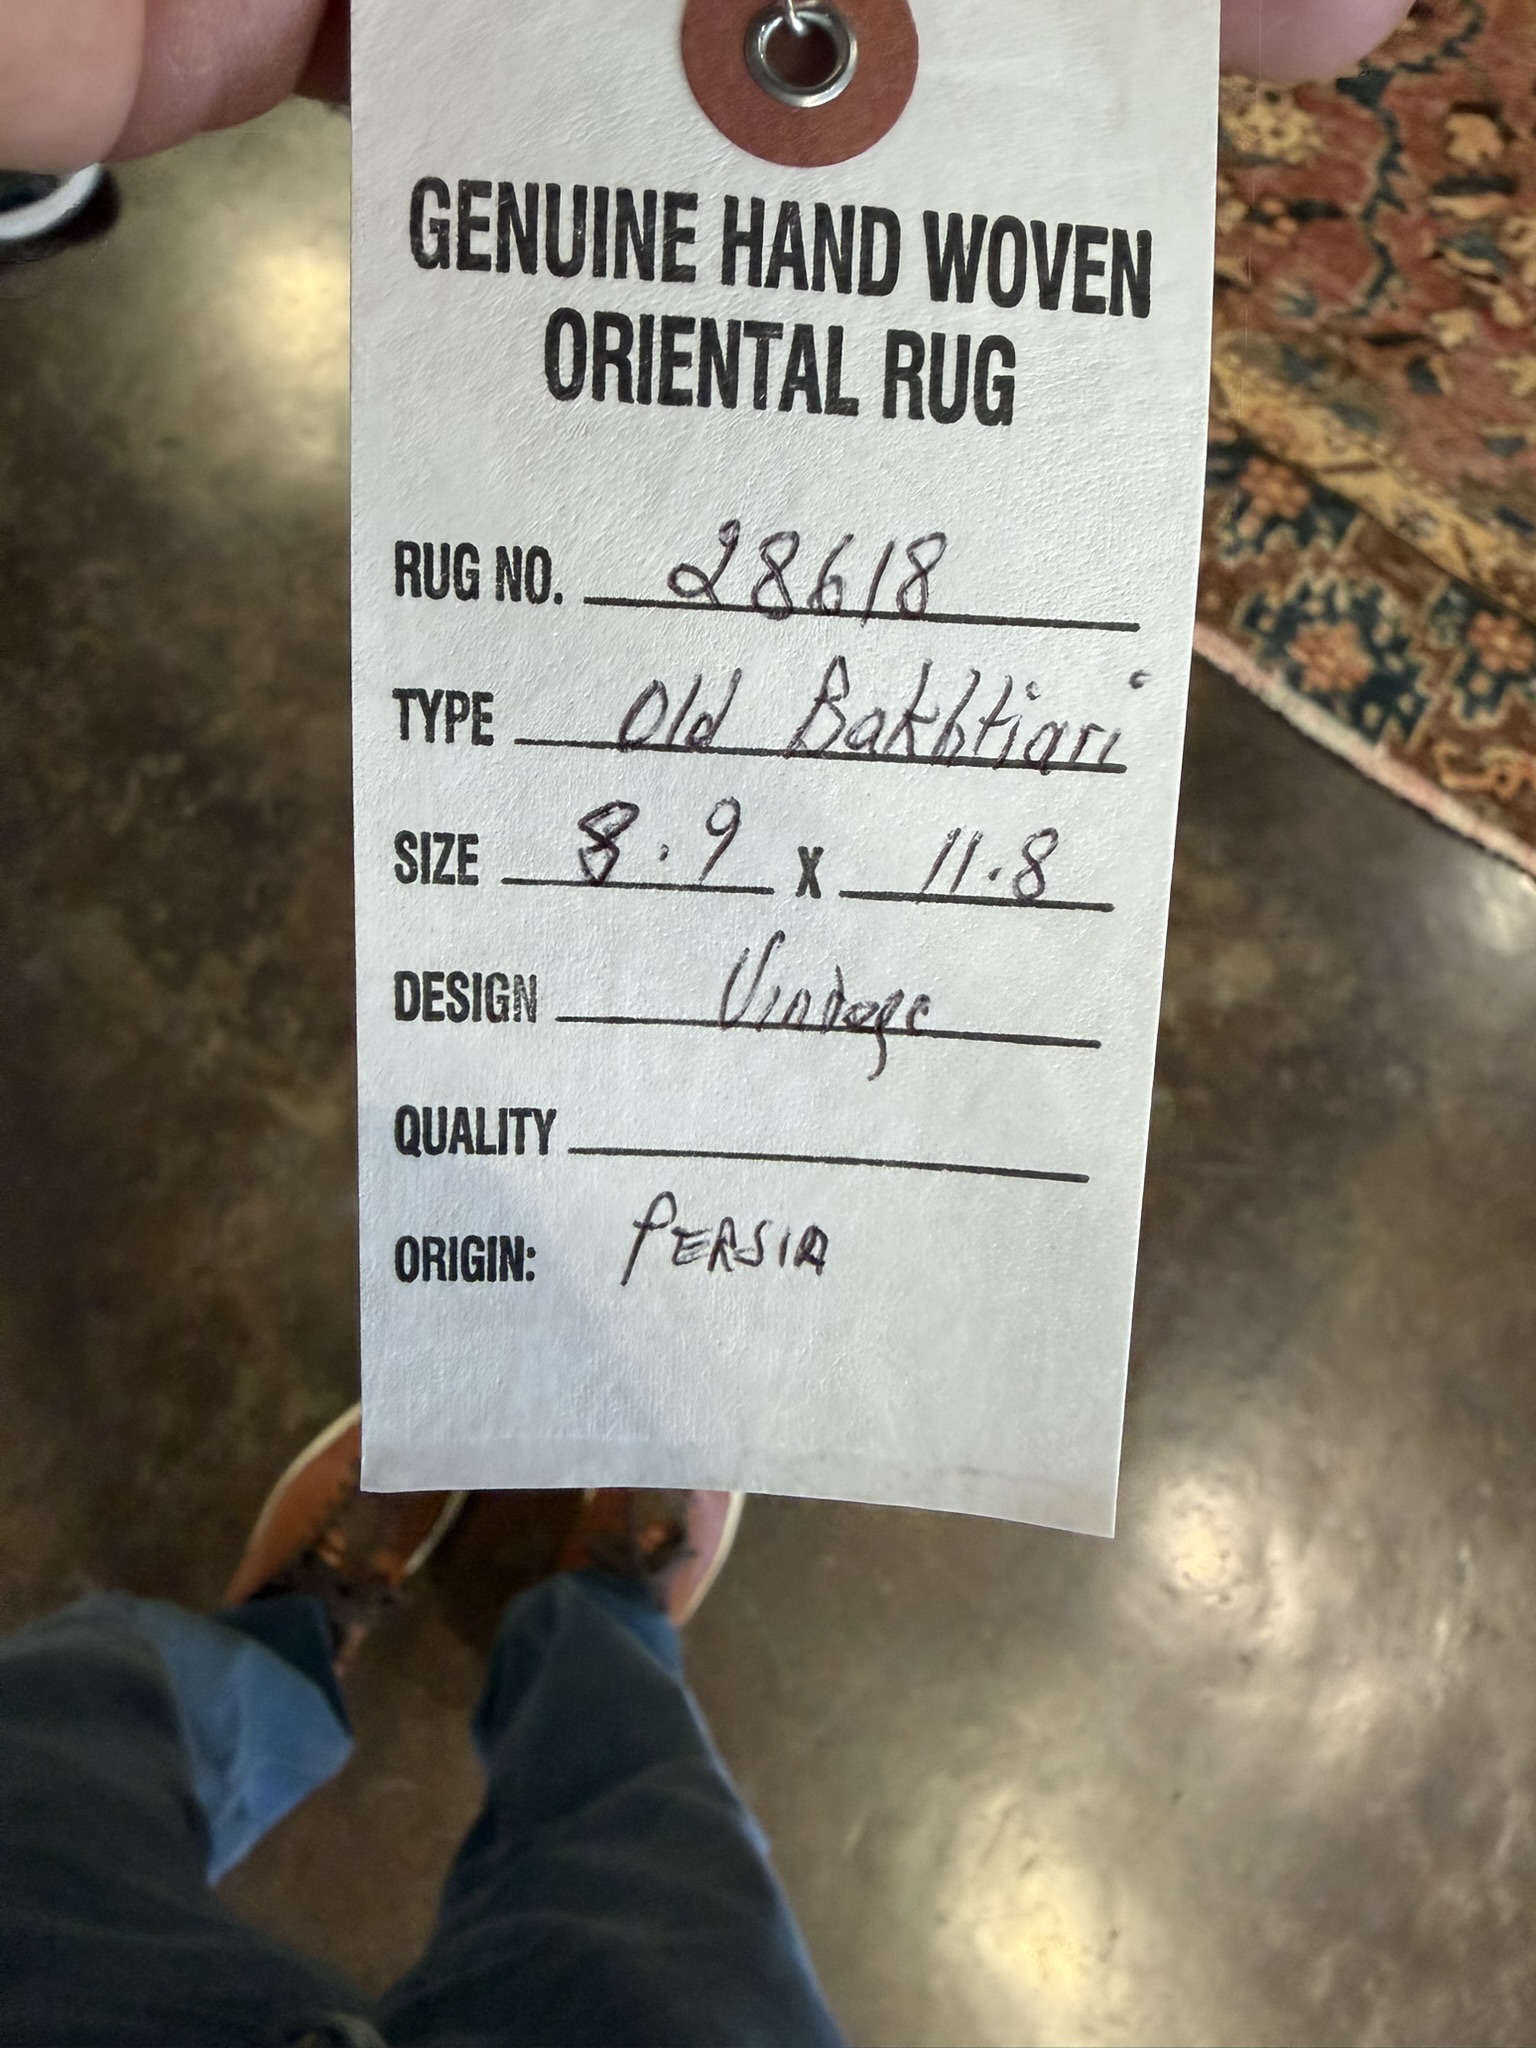 GENUINE HAND WOVEN
ORIENTAL RUG
RUG NO. 28618
TYPE Old Bakhtiari
SIZE 8.9 X 11.8
DESIGN Vintage
QUALITY
ORIGIN: PERSIA